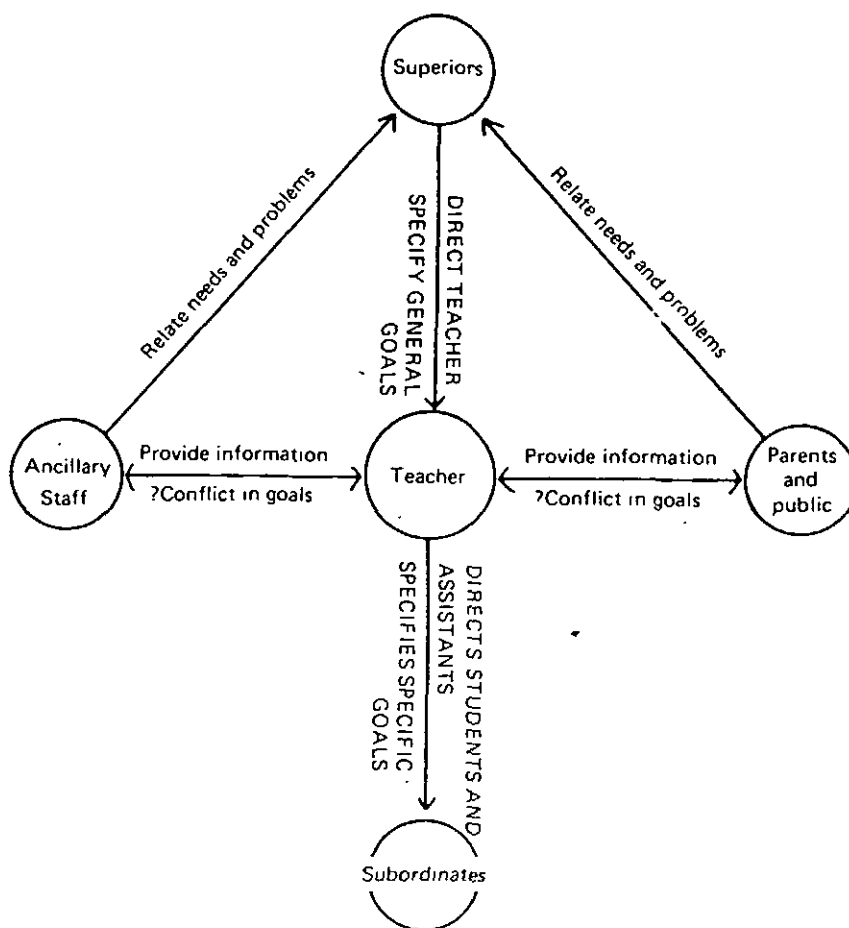 Superiors
Relate needs and problems
Relate needs and problems
DIRECT TEACHER
SPECIFY GENERAL
GOALS
Ancillary
Staff
Provide information
?Conflict in goals
Teacher
Provide information
?Conflict in goals
Parents
and
public
DIRECTS STUDENTS AND
ASSISTANTS
SPECIFIES SPECIFIC
GOALS
Subordinates